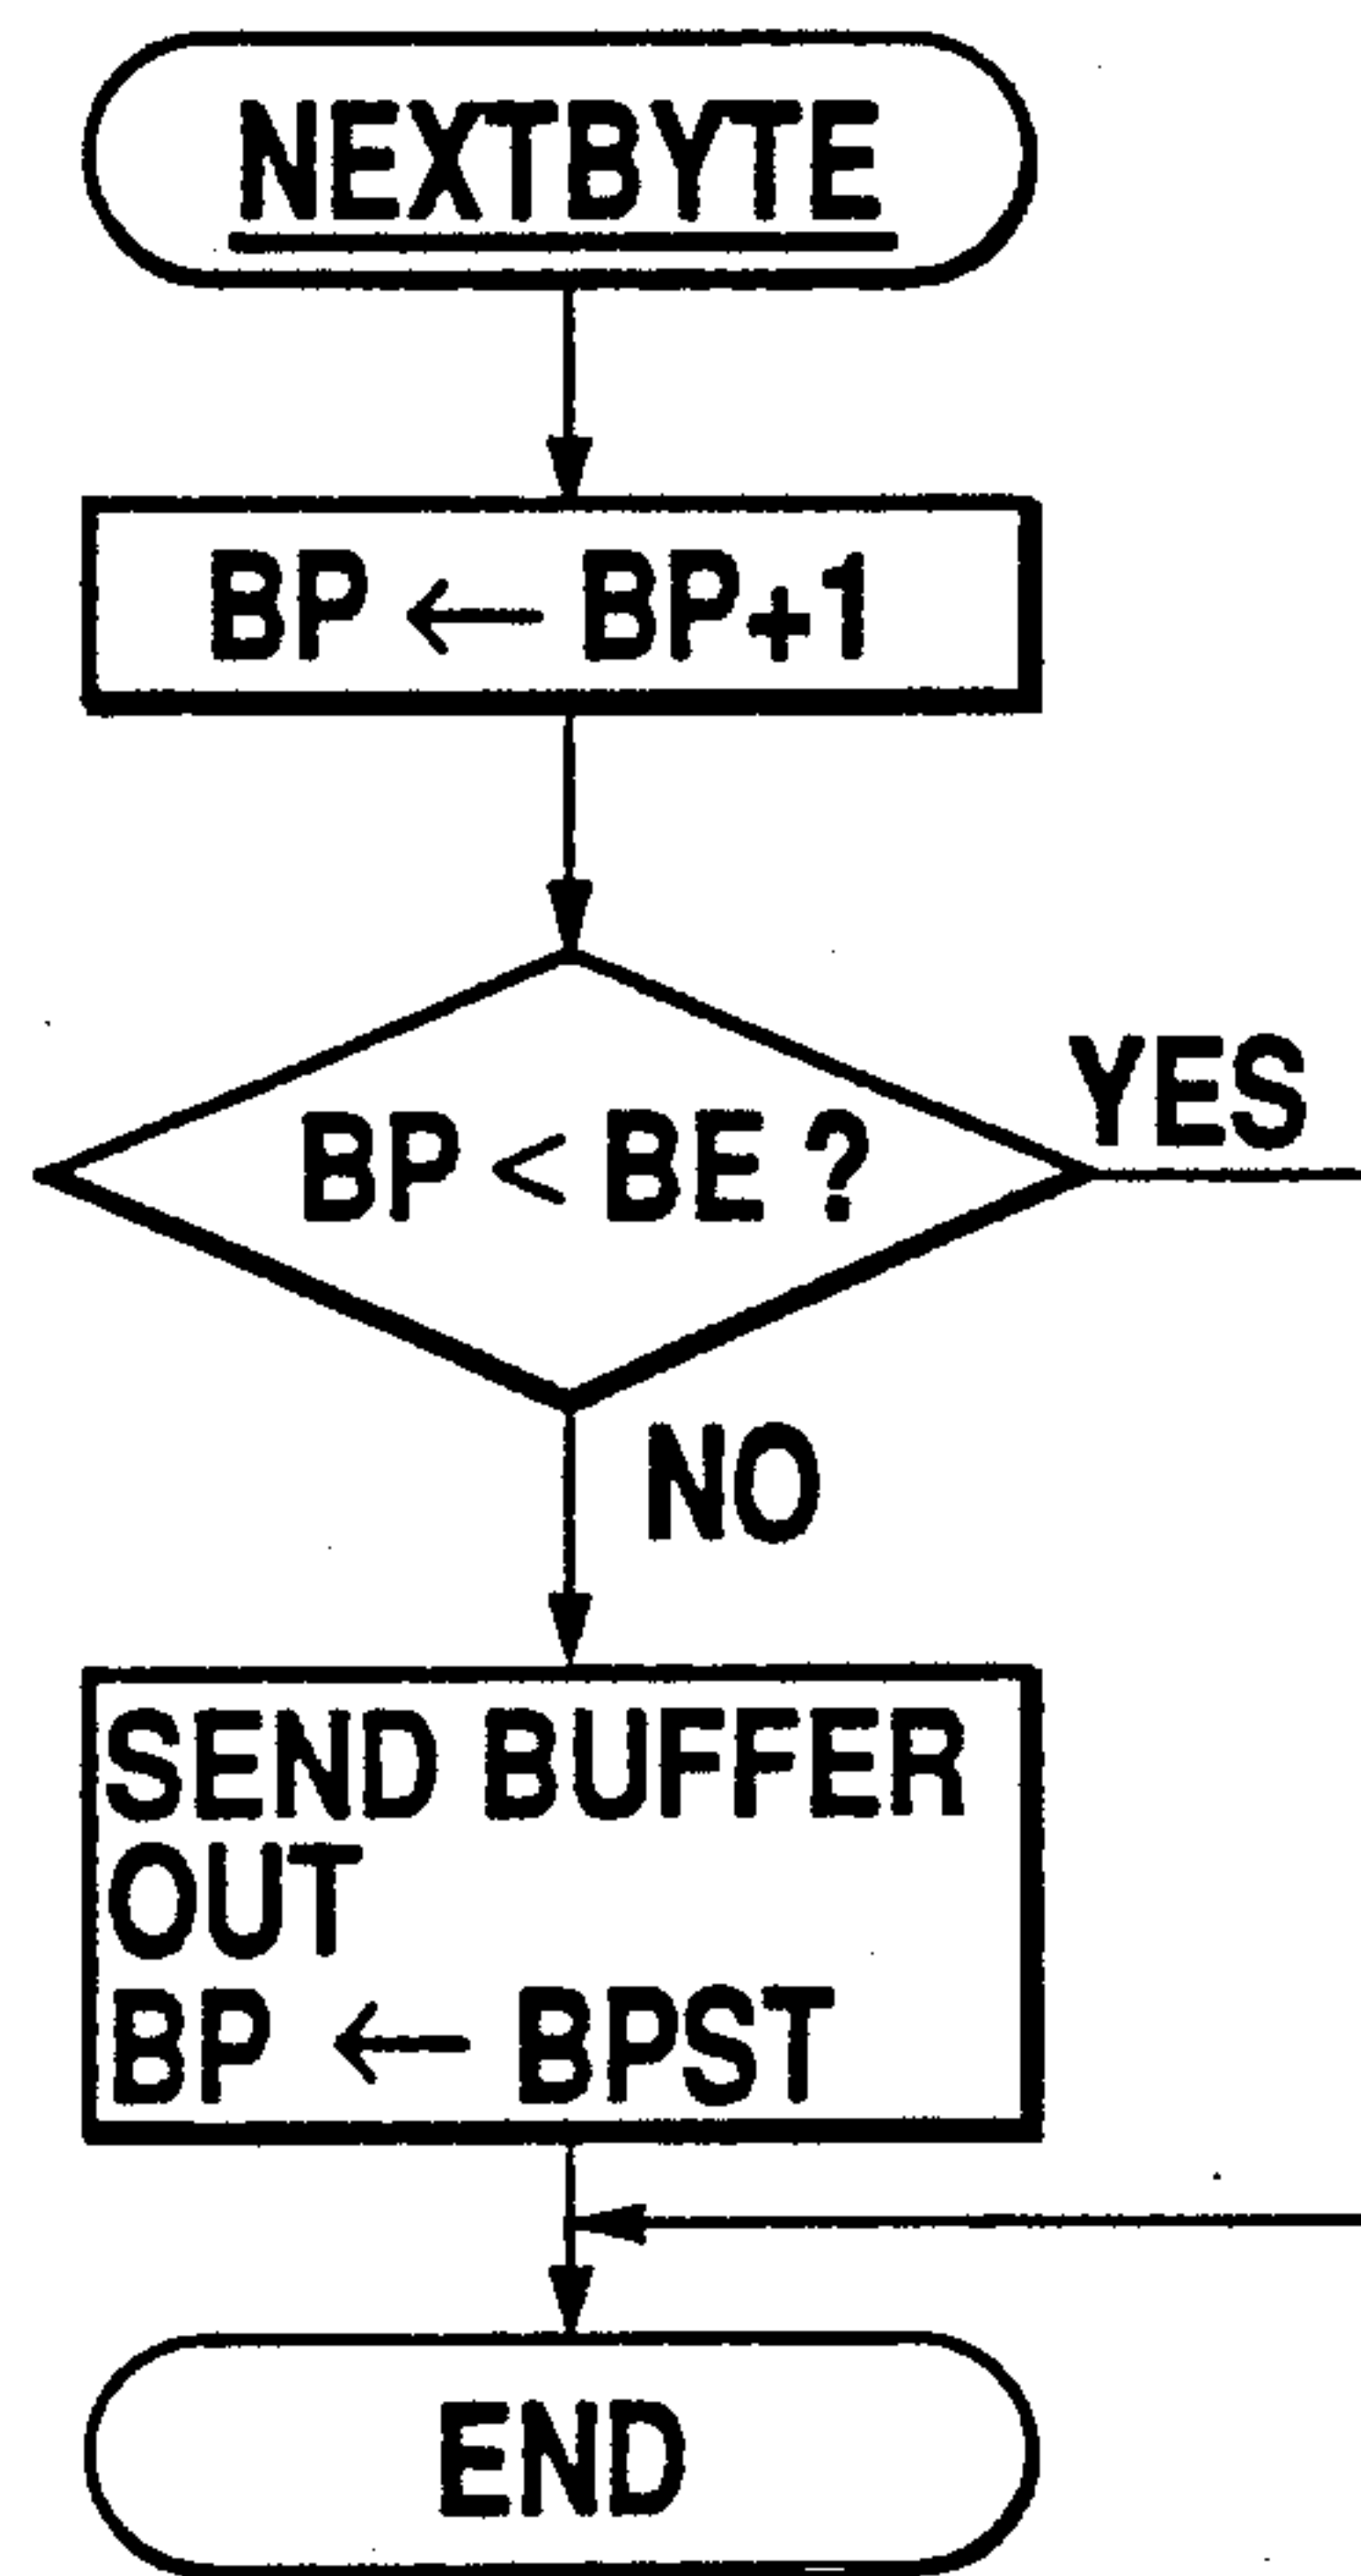 NEXTBYTE
BP ← BP+1
BP < BE ?
YES
NO
SEND BUFFER
OUT
BP ← BPST
END